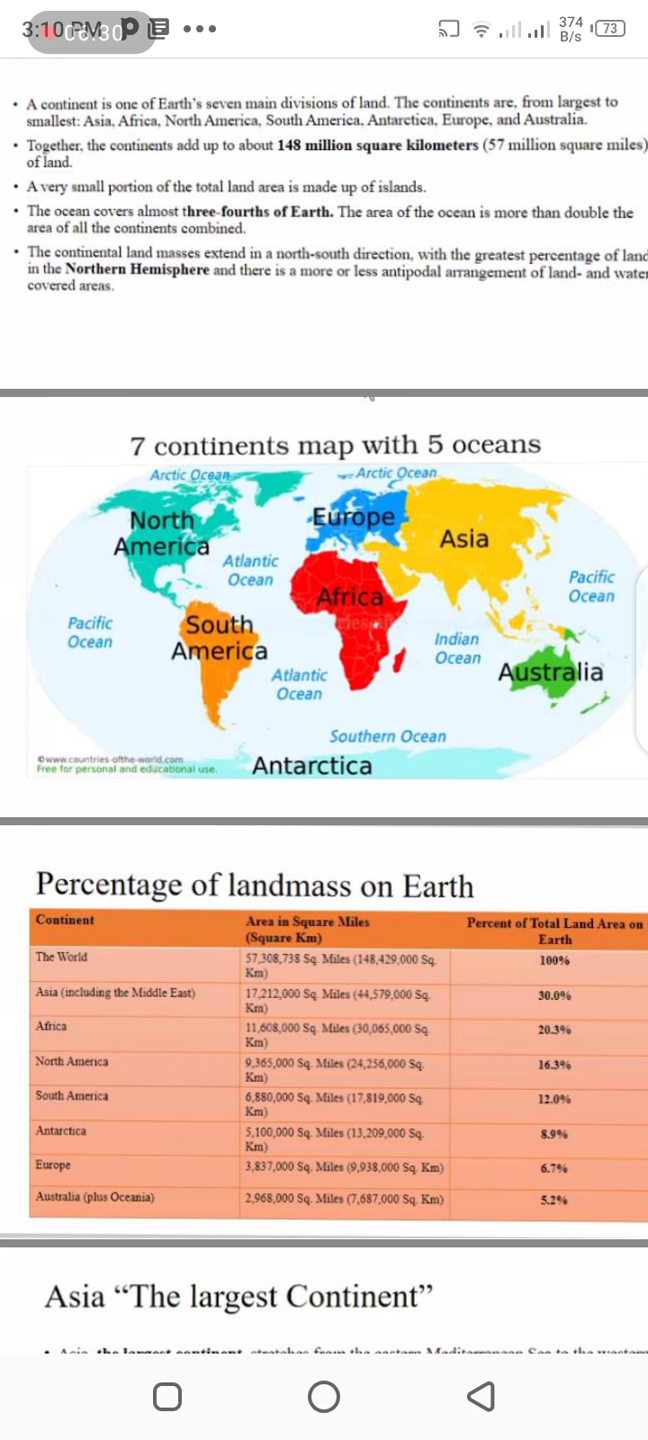 3:10 PM
06:30
374
B/s
73
• A continent is one of Earth's seven main divisions of land. The continents are, from largest to
smallest: Asia, Africa, North America, South America, Antarctica, Europe, and Australia.
• Together, the continents add up to about 148 million square kilometers (57 million square miles)
of land.
• A very small portion of the total land area is made up of islands.
• The ocean covers almost three-fourths of Earth. The area of the ocean is more than double the
area of all the continents combined.
• The continental land masses extend in a north-south direction, with the greatest percentage of land
in the Northern Hemisphere and there is a more or less antipodal arrangement of land- and water
covered areas.
7 continents map with 5 oceans
Arctic Ocean
Arctic Ocean
North
America
Europe
Asia
Atlantic
Ocean
Pacific
Ocean
Africa
Pacific
Ocean
South
America
Indian
Ocean
Australia
Atlantic
Ocean
Southern Ocean
©www.countries-ofthe-world.com
Free for personal and educational use.
Antarctica
Percentage of landmass on Earth
Continent Area in Square Miles Percent of Total Land Area on
(Square Km) Earth
The World 57,308,738 Sq. Miles (148,429,000 Sq. 100%
Km)
Asia (including the Middle East) 17,212,000 Sq. Miles (44,579,000 Sq. 30.0%
Km)
Africa 11,608,000 Sq. Miles (30,065,000 Sq. 20.3%
Km)
North America 9,365,000 Sq. Miles (24,256,000 Sq. 16.3%
Km)
South America 6,880,000 Sq. Miles (17,819,000 Sq. 12.0%
Km)
Antarctica 5,100,000 Sq. Miles (13,209,000 Sq. 8.9%
Km)
Europe 3,837,000 Sq. Miles (9,938,000 Sq. Km) 6.7%
Australia (plus Oceania) 2,968,000 Sq. Miles (7,687,000 Sq. Km) 5.2%
Asia "The largest Continent"
• Asia, the largest continent, stretches from the eastern Mediterranean Sea to the western